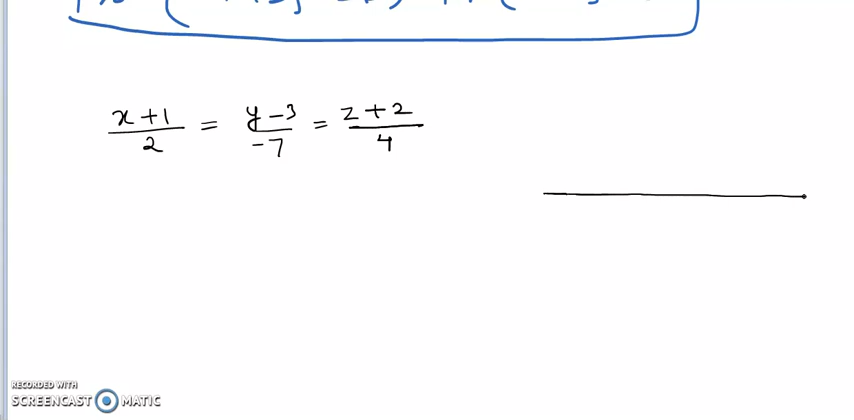 x+1/2 = y-3/-7 = z+2/4
RECORDED WITH
SCREENCAST MATIC